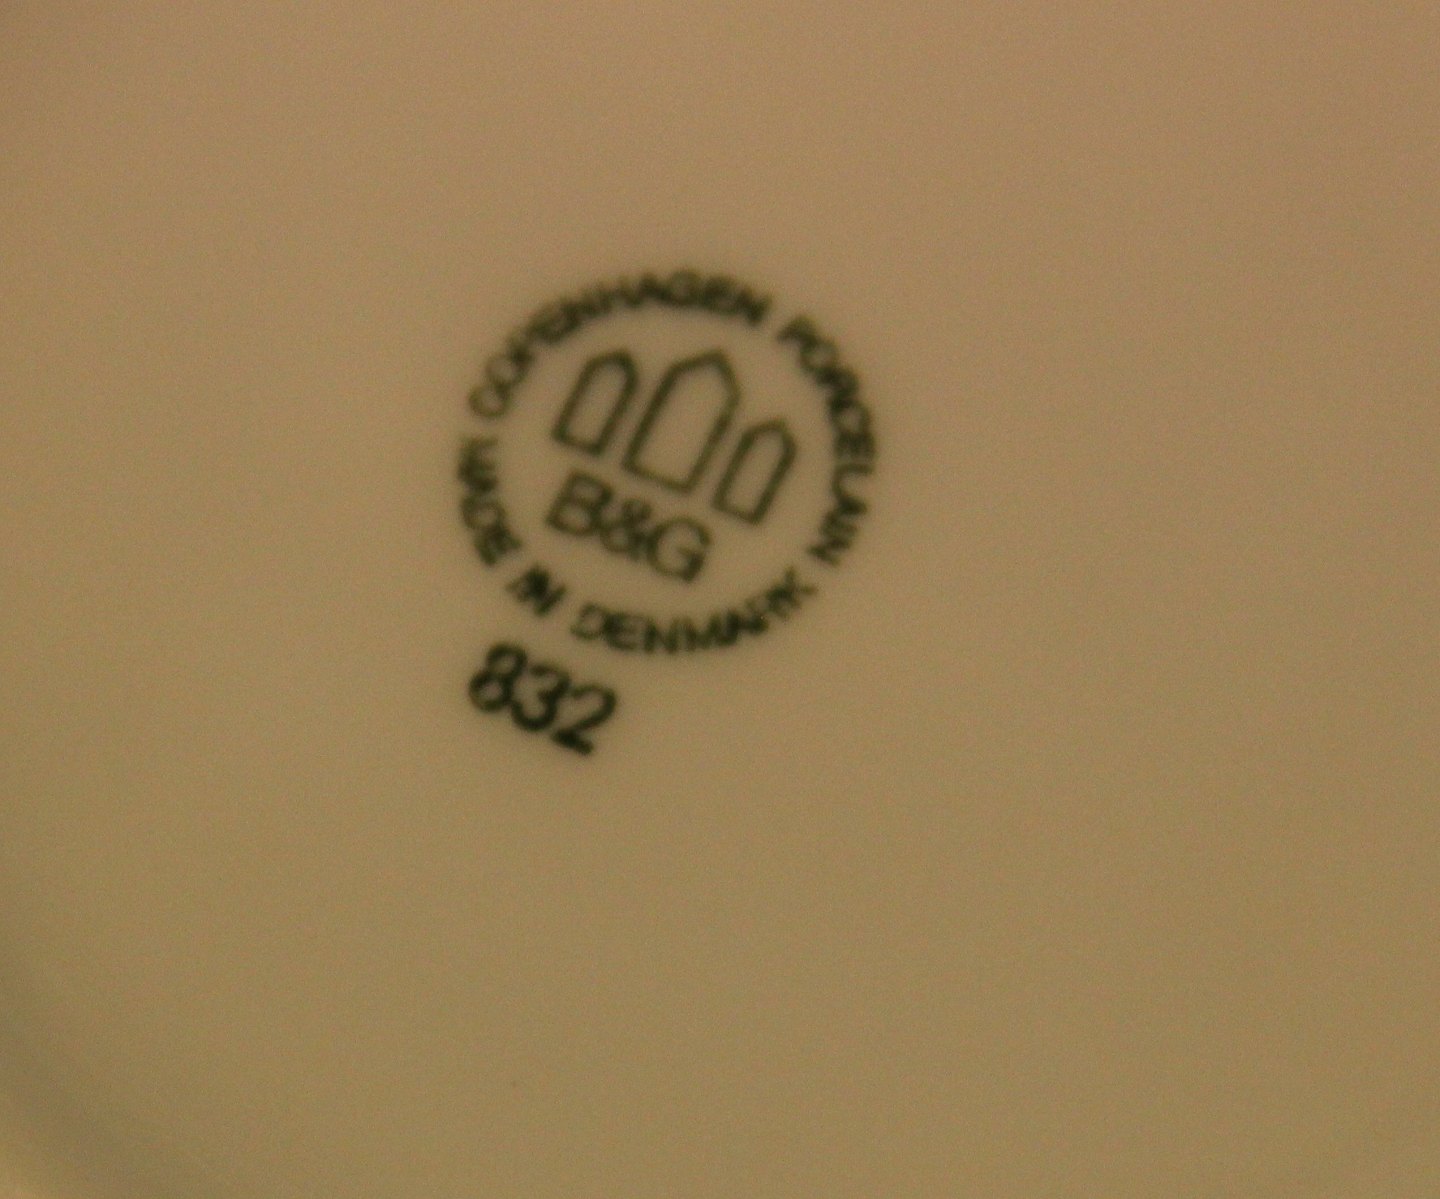 COPENHAGEN PORCELAIN
B&G
MADE IN DENMARK
832